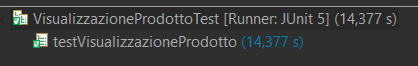 VisualizzazioneProdottoTest [Runner: JUnit 5] (14,377 s)
testVisualizzazioneProdotto (14,377 s)